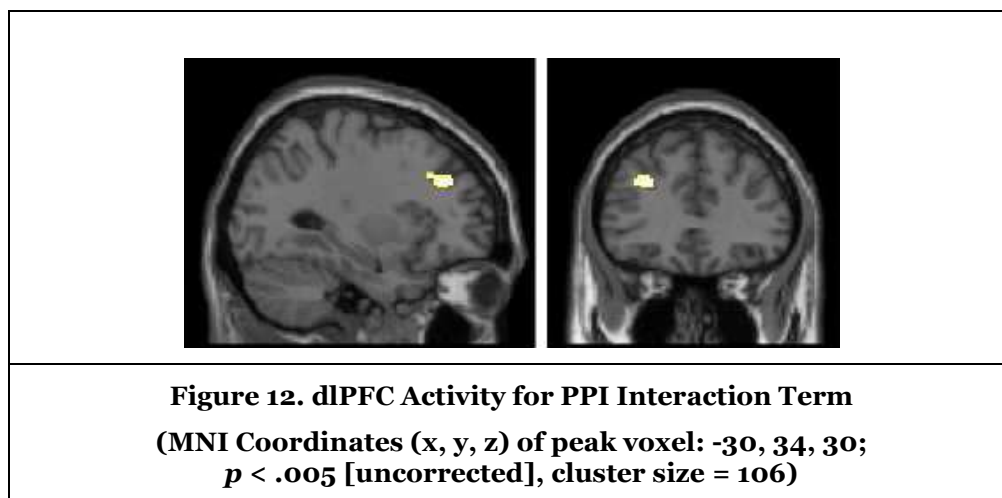 Figure 12. dlPFC Activity for PPI Interaction Term
(MNI Coordinates (x, y, z) of peak voxel: -30, 34, 30;
p < .005 [uncorrected], cluster size = 106)